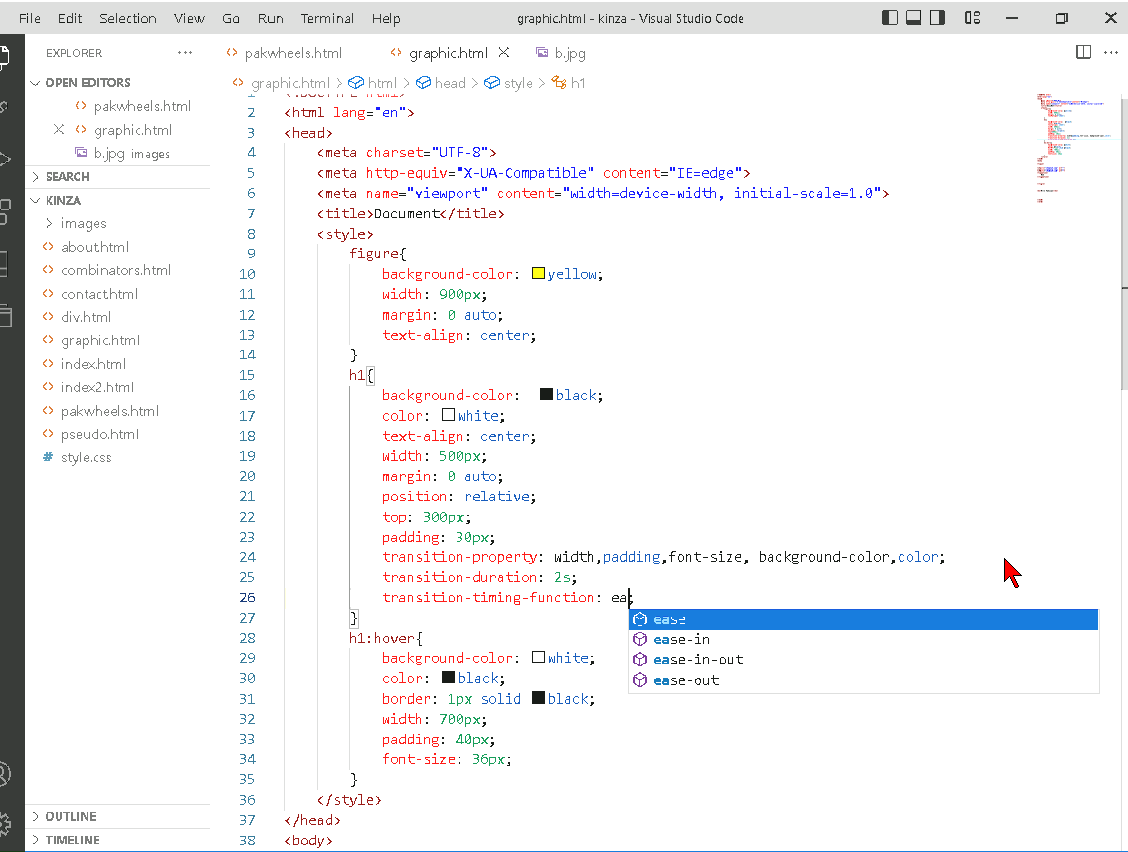 File Edit Selection View Go Run Terminal Help graphic.html - kinza - Visual Studio Code
EXPLORER ··· pakwheels.html graphic.html b.jpg ···
OPEN EDITORS
pakwheels.html
graphic.html
b.jpg images
SEARCH
KINZA
images
about.html
combinators.html
contact.html
div.html
graphic.html
index.html
index2.html
pakwheels.html
pseudo.html
style.css
OUTLINE
TIMELINE
graphic.html > html > head > style > h1
1 <!DOCTYPE html>
2 <html lang="en">
3 <head>
4 <meta charset="UTF-8">
5 <meta http-equiv="X-UA-Compatible" content="IE=edge">
6 <meta name="viewport" content="width=device-width, initial-scale=1.0">
7 <title>Document</title>
8 <style>
9 figure{
10 background-color: yellow;
11 width: 900px;
12 margin: 0 auto;
13 text-align: center;
14 }
15 h1{
16 background-color: black;
17 color: white;
18 text-align: center;
19 width: 500px;
20 margin: 0 auto;
21 position: relative;
22 top: 300px;
23 padding: 30px;
24 transition-property: width,padding,font-size, background-color,color;
25 transition-duration: 2s;
26 transition-timing-function: ea;
27 }
28 h1:hover{
29 background-color: white;
30 color: black;
31 border: 1px solid black;
32 width: 700px;
33 padding: 40px;
34 font-size: 36px;
35 }
36 </style>
37 </head>
38 <body>
ease
ease-in
ease-in-out
ease-out